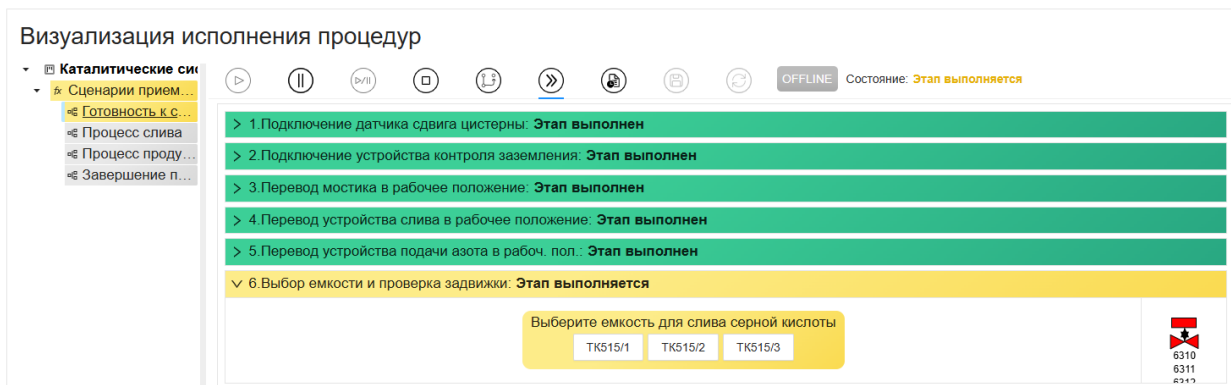 Визуализация исполнения процедур
Каталитические сис
fx Сценарии прием...
Готовность к с...
Процесс слива
Процесс проду...
Завершение п...
OFFLINE Состояние: Этап выполняется
1.Подключение датчика сдвига цистерны: Этап выполнен
2.Подключение устройства контроля заземления: Этап выполнен
3.Перевод мостика в рабочее положение: Этап выполнен
4.Перевод устройства слива в рабочее положение: Этап выполнен
5.Перевод устройства подачи азота в рабоч. пол.: Этап выполнен
6.Выбор емкости и проверка задвижки: Этап выполняется
Выберите емкость для слива серной кислоты
ТК515/1 ТК515/2 ТК515/3
6310
6311
6312